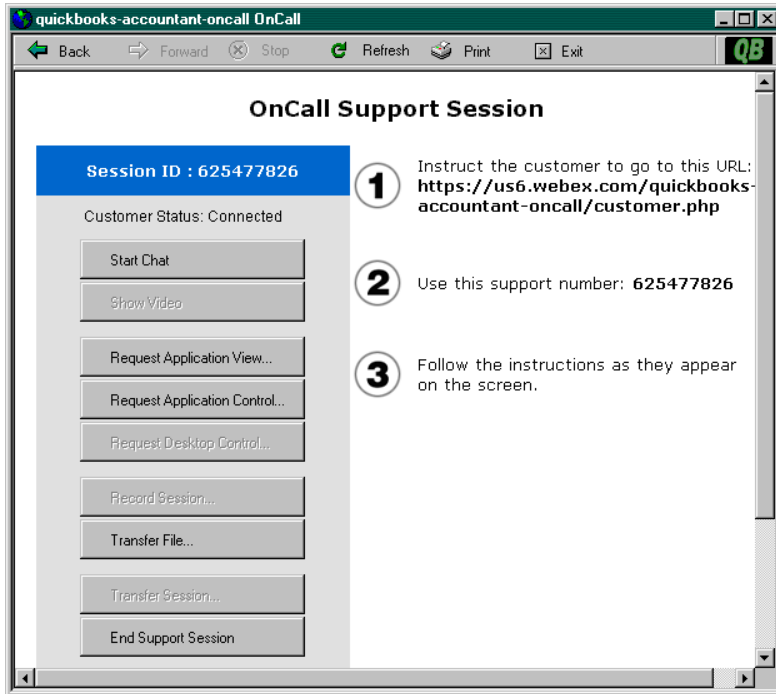 quickbooks-accountant-oncall OnCall
Back Forward Stop Refresh Print Exit QB
OnCall Support Session
Session ID : 625477826
Customer Status: Connected
Start Chat
Show Video
Request Application View...
Request Application Control...
Request Desktop Control...
Record Session...
Transfer File...
Transfer Session...
End Support Session
1
Instruct the customer to go to this URL:
https://us6.webex.com/quickbooks-
accountant-oncall/customer.php
2
Use this support number: 625477826
3
Follow the instructions as they appear
on the screen.